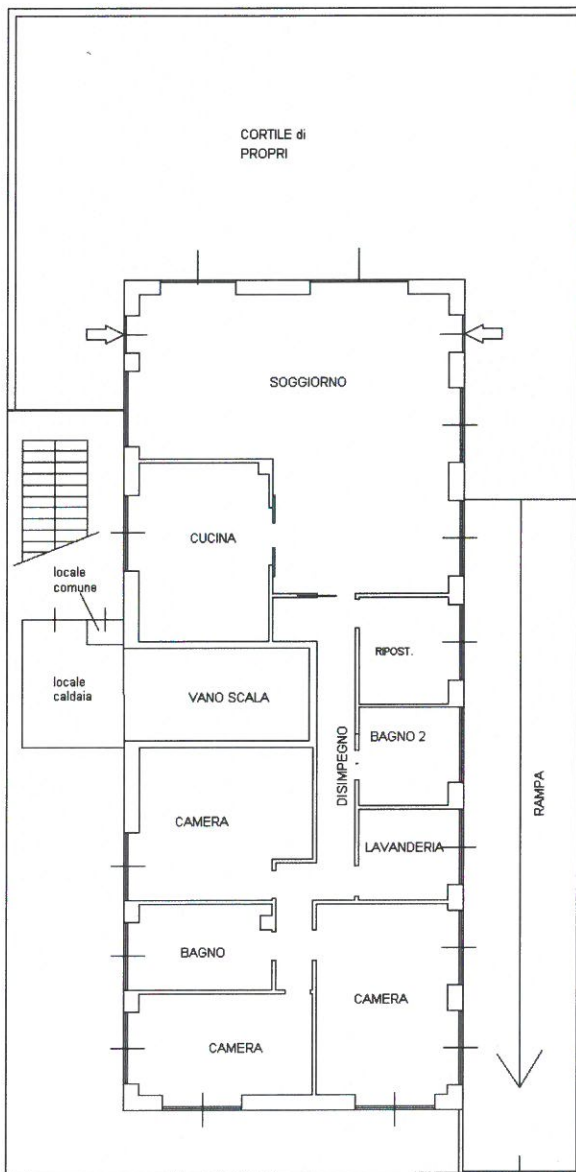 CORTILE di
PROPRI
SOGGIORNO
CUCINA
locale
comune
RIPOST.
locale
caldaia
VANO SCALA
BAGNO 2
DISIMPEGNO
RAMPA
CAMERA
LAVANDERIA
BAGNO
CAMERA
CAMERA